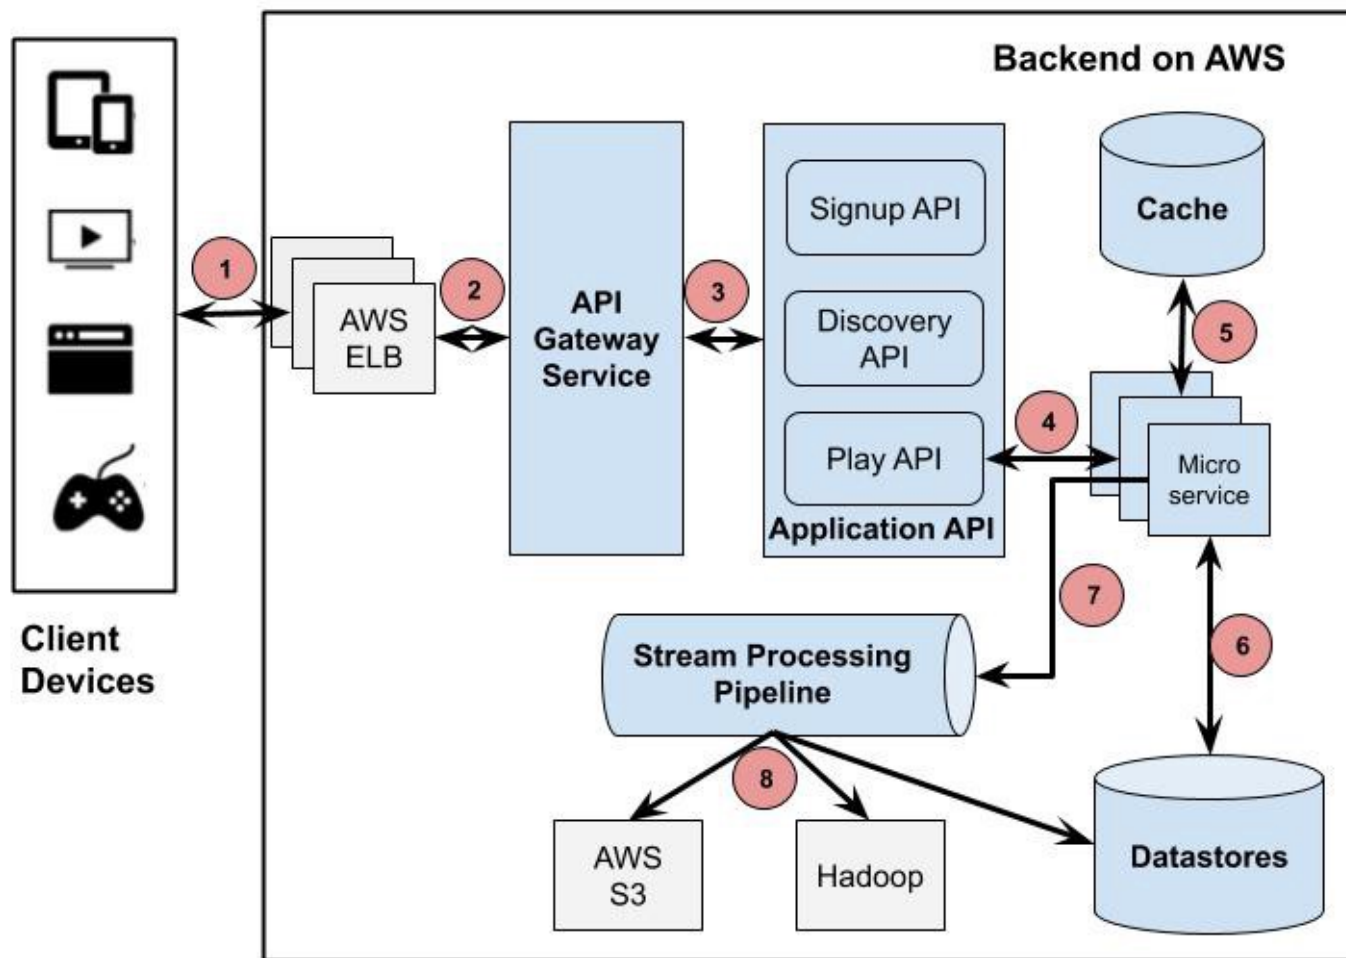 Backend on AWS
Client
Devices
1
AWS
ELB
2
API
Gateway
Service
3
Signup API
Discovery
API
Play API
Application API
4
Cache
5
Micro
service
6
7
Stream Processing
Pipeline
8
AWS
S3
Hadoop
Datastores